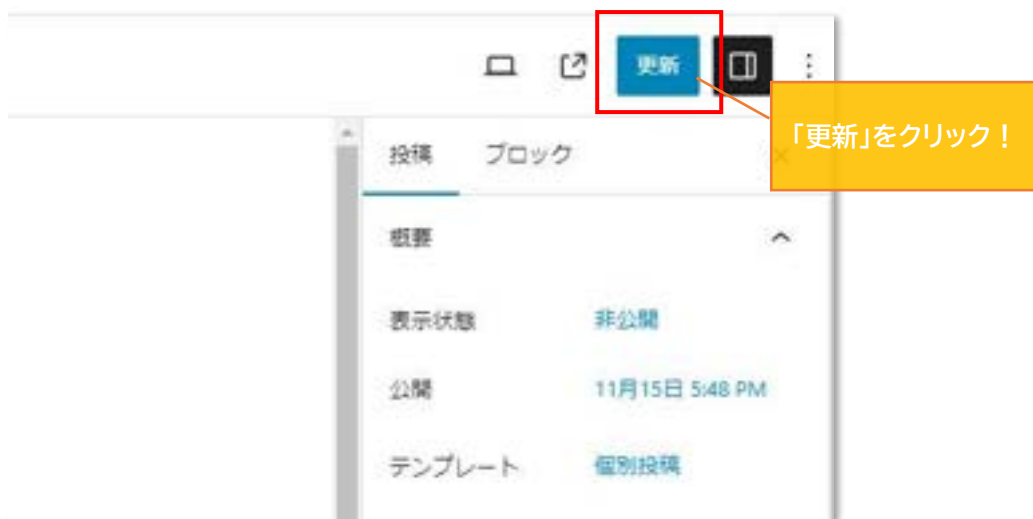 更新
「更新」をクリック！
投稿 ブロック
概要
表示状態 非公開
公開 11月15日 5:48 PM
テンプレート 個別投稿